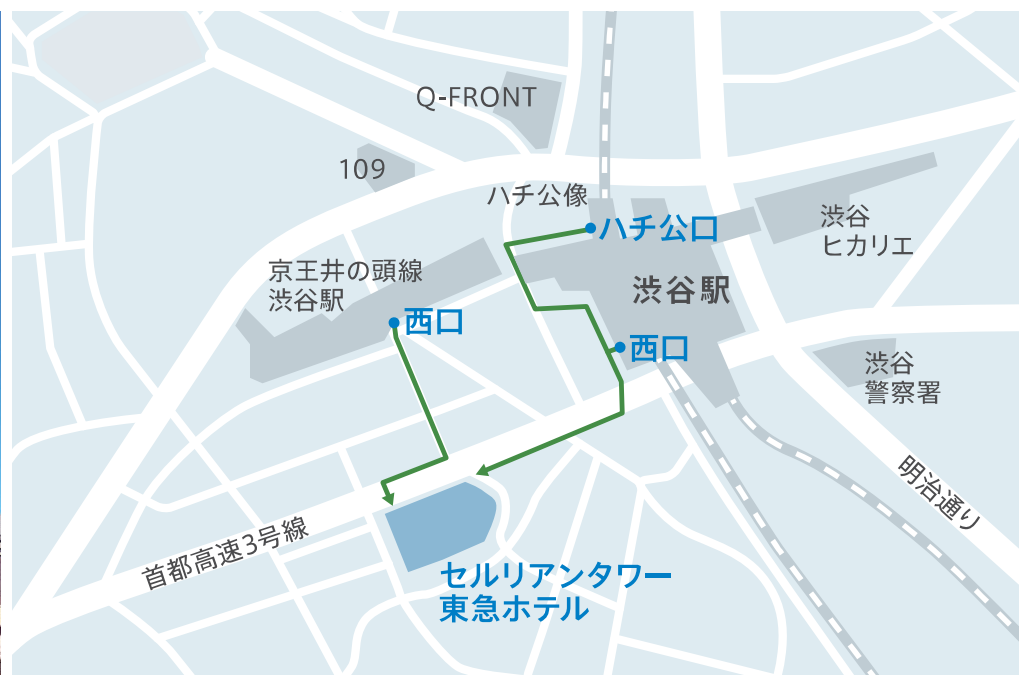 Q-FRONT
109
ハチ公像
ハチ公口
渋谷
ヒカリエ
京王井の頭線
渋谷駅
渋谷駅
西口
西口
渋谷
警察署
明治通り
首都高速3号線
セルリアンタワー
東急ホテル